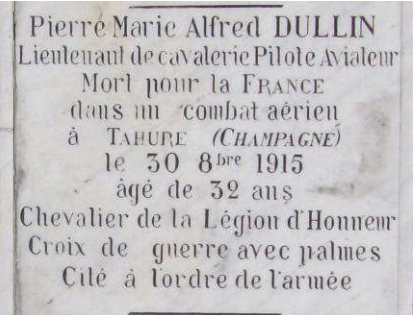 Pierre Marie Alfred DULLIN
Lieutenant de cavalerie Pilote Aviateur
Mort pour la FRANCE
dans un combat aérien
à TAHURE (CHAMPAGNE)
le 30 8bre 1915
âgé de 32 ans
Chevalier de la Légion d'Honneur
Croix de guerre avec palmes
Cité à l'ordre de l'armée